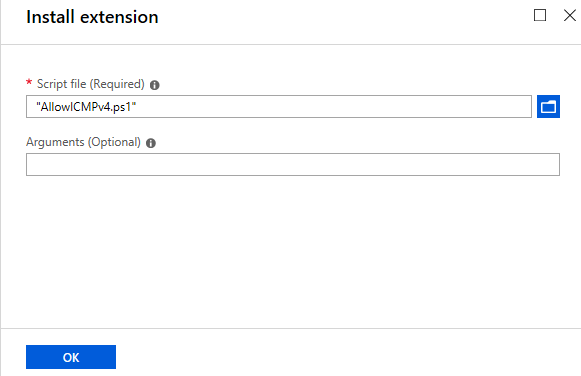 Install extension
* Script file (Required)
"AllowICMPv4.ps1"
Arguments (Optional)
OK